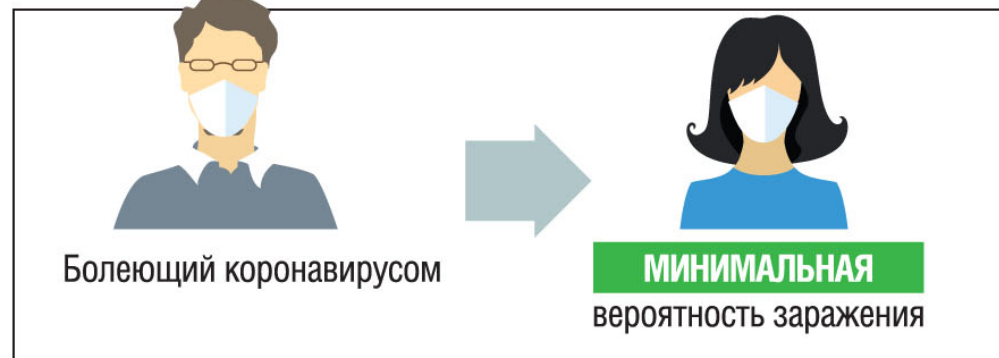 Болеющий коронавирусом
МИНИМАЛЬНАЯ
вероятность заражения